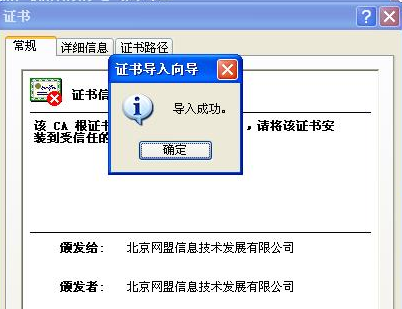 证书
常规 详细信息 证书路径
证书导入向导
证书信
导入成功。
该 CA 根证书
，请将该证书安
装到受信任的
确定
颁发给： 北京网盟信息技术发展有限公司
颁发者： 北京网盟信息技术发展有限公司